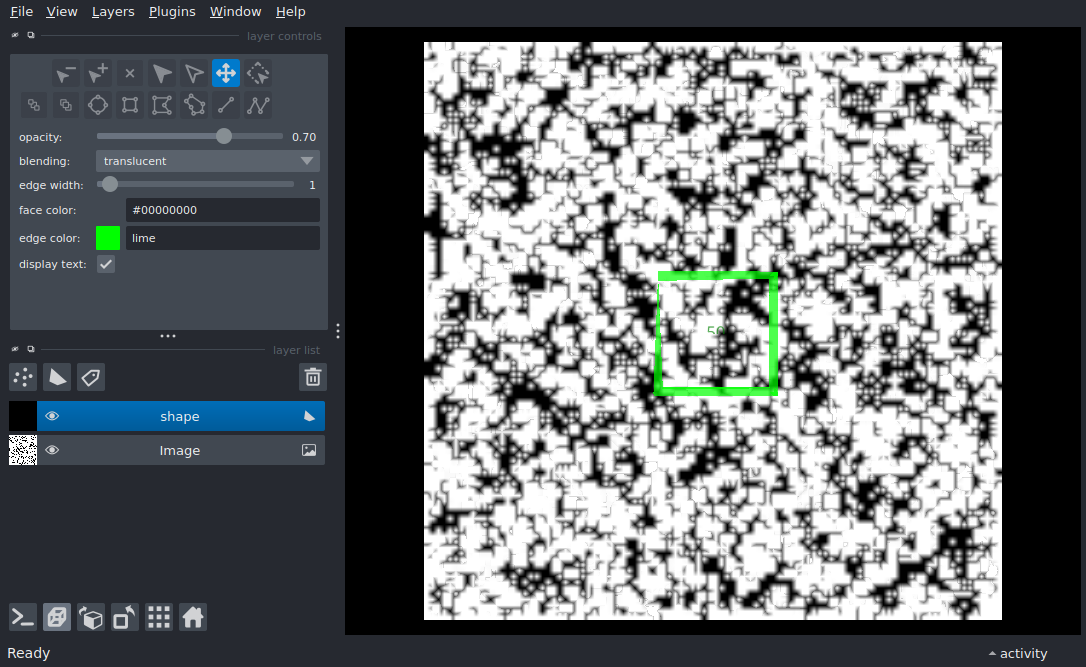 File View Layers Plugins Window Help
layer controls
opacity: 0.70
blending: translucent
edge width: 1
face color: #00000000
edge color: lime
display text:
layer list
shape
Image
Ready
activity